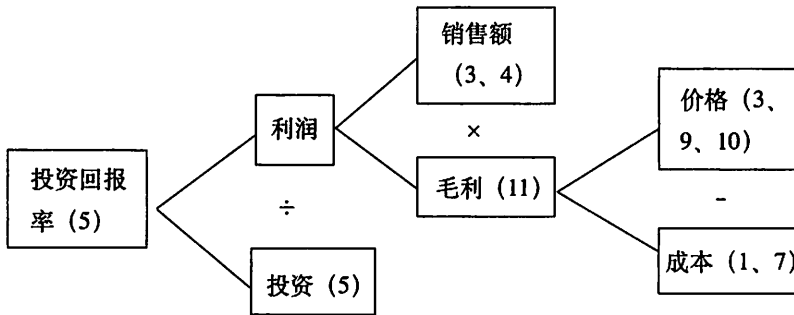 销售额
（3、4）
价格（3、
9、10）
利润
×
投资回报
率（5）
毛利（11）
÷
-
投资（5）
成本（1、7）